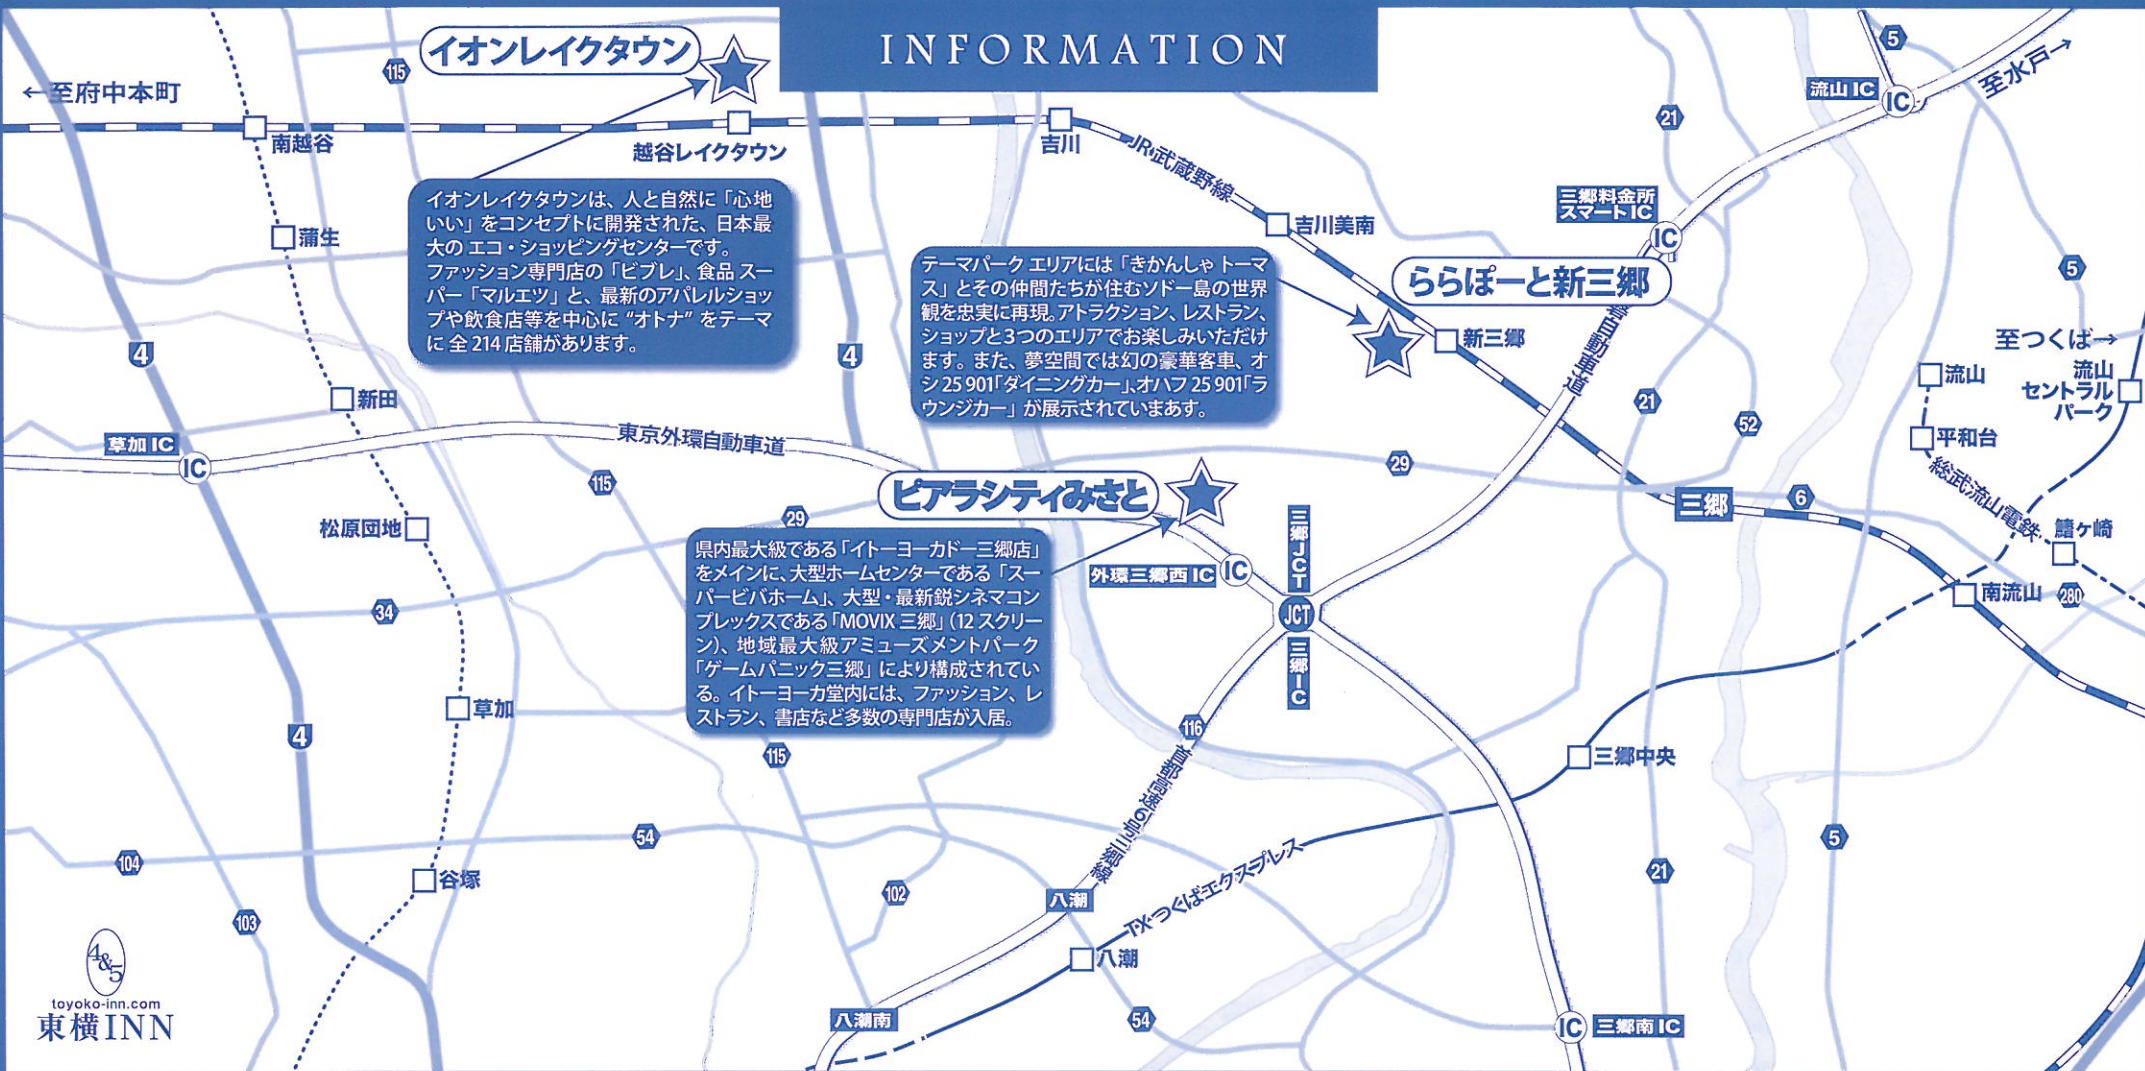 INFORMATION
イオンレイクタウン
115
←至府中本町
南越谷
越谷レイクタウン
吉川
JR武蔵野線
吉川美南
新三郷
三郷
南流山
5
至水戸→
流山IC
IC
21
三郷料金所
スマートIC
IC
イオンレイクタウンは、人と自然に「心地
いい」をコンセプトに開発された、日本最
大の エコ・ショッピングセンターです。
ファッション専門店の「ビブレ」、食品 スー
パー「マルエツ」と、最新のアパレルショッ
プや飲食店等を中心に “オトナ” をテーマ
に 全 214 店舗があります。
テーマパーク エリアには「きかんしゃ トーマ
ス」とその仲間たちが住むソドー島の世界
観を忠実に再現。アトラクション、レストラン、
ショップと3つのエリアでお楽しみいただけ
ます。また、夢空間では幻の豪華客車、オ
シ 25 901「ダイニングカー」、オハフ 25 901「ラ
ウンジカー」が展示されていまあす。
ららぽーと新三郷
自動車道
蒲生
新田
4
4
草加 IC
IC
東京外環自動車道
松原団地
115
29
29
21
52
5
至つくば→
流山
セントラル
パーク
流山
平和台
総武流山電鉄
鰭ヶ崎
6
280
ピアラシティみさと
県内最大級である「イトーヨーカドー三郷店」
をメインに、大型ホームセンターである「スー
パービバホーム」、大型・最新鋭シネマコン
プレックスである「MOVIX 三郷」(12 スクリー
ン)、地域最大級アミューズメントパーク
「ゲームパニック三郷」により構成されてい
る。イトーヨーカ堂内には、ファッション、レ
ストラン、書店など多数の専門店が入居。
外環三郷西 IC
IC
三郷JCT
JCT
三郷IC
34
草加
4
115
116
首都高速6号三郷線
三郷中央
54
104
谷塚
103
102
八潮
TXつくばエクスプレス
八潮
21
5
八潮南
54
IC
三郷南 IC
4&5
toyoko-inn.com
東横INN